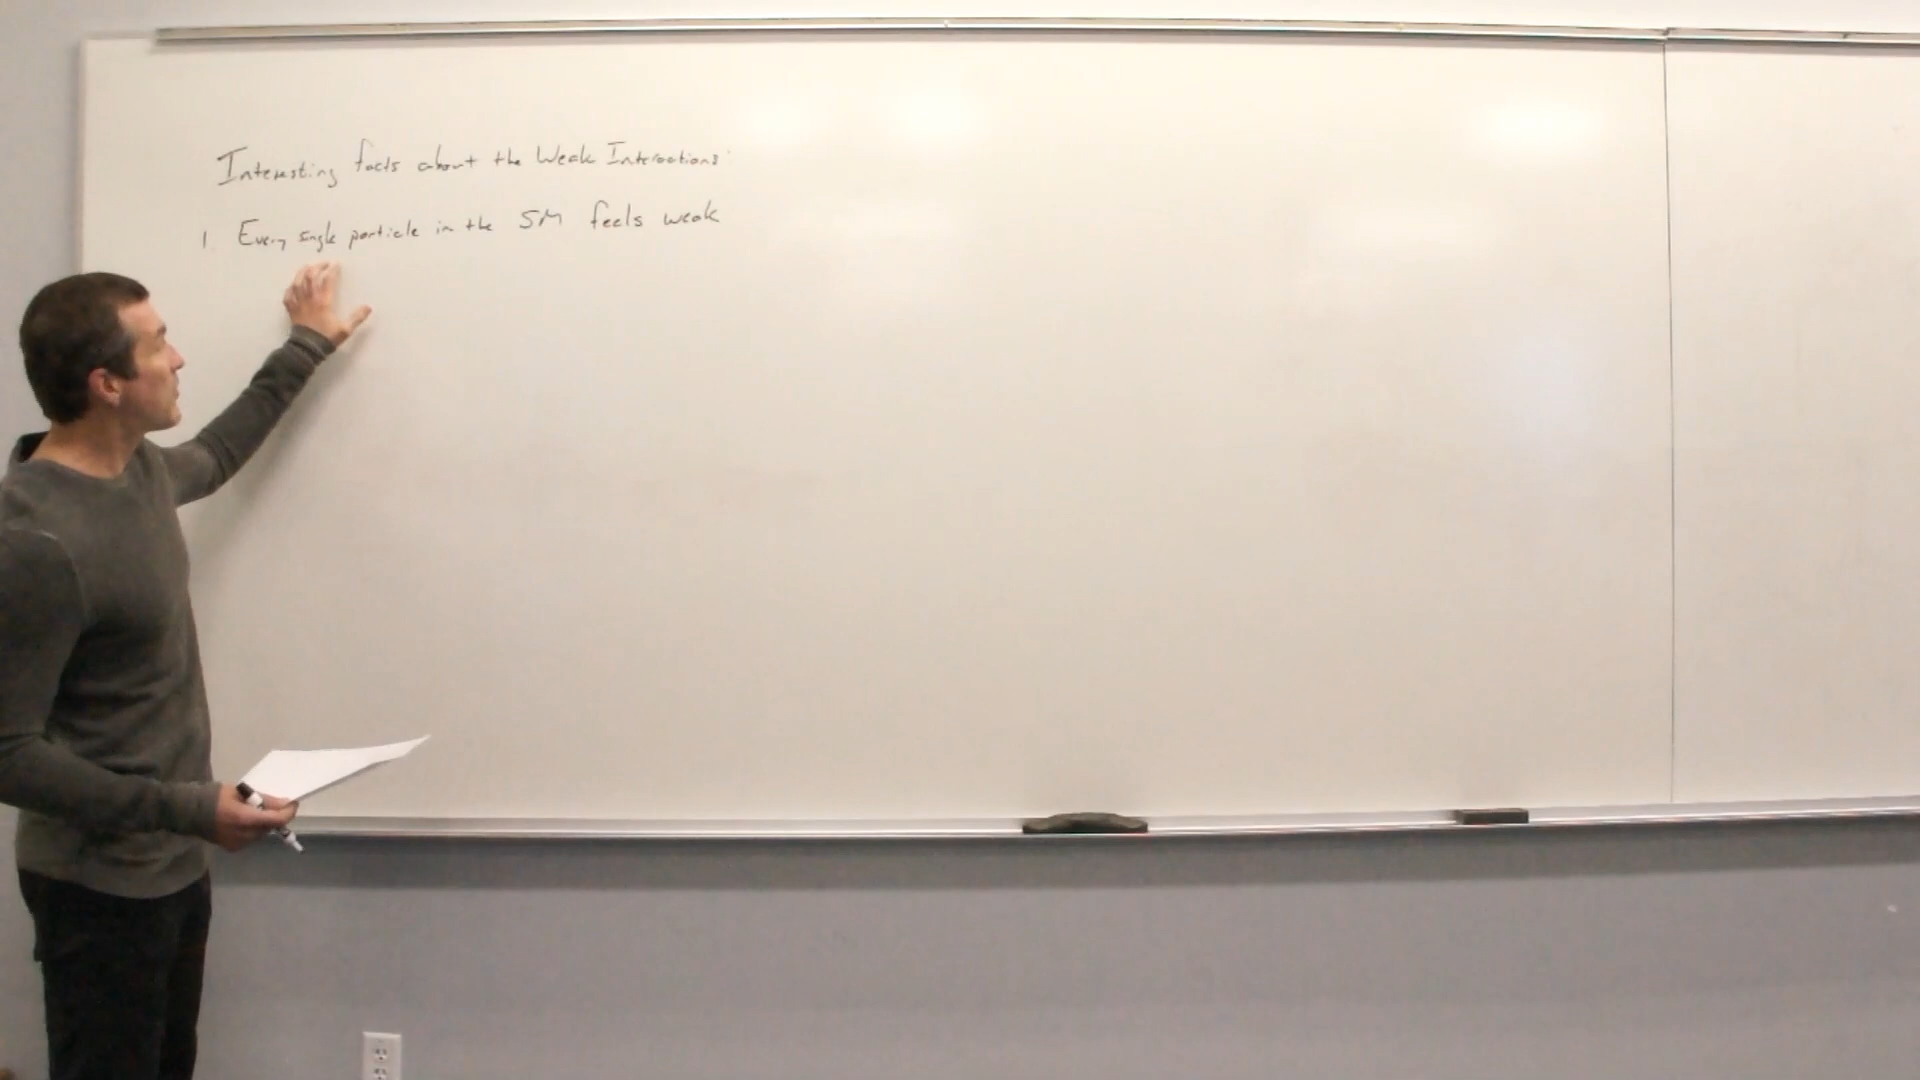 Interesting facts about the Weak Interactions:
1. Every single particle in the SM feels weak